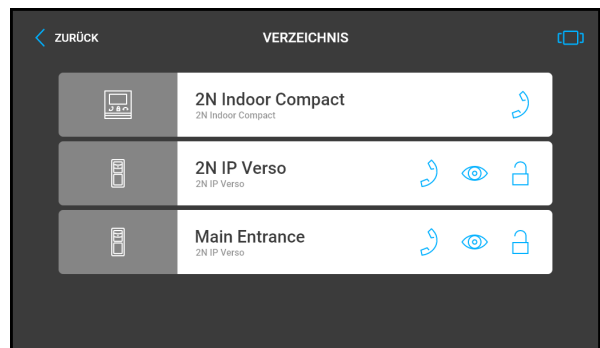 ZURÜCK
VERZEICHNIS
2N Indoor Compact
2N Indoor Compact
2N IP Verso
2N IP Verso
Main Entrance
2N IP Verso